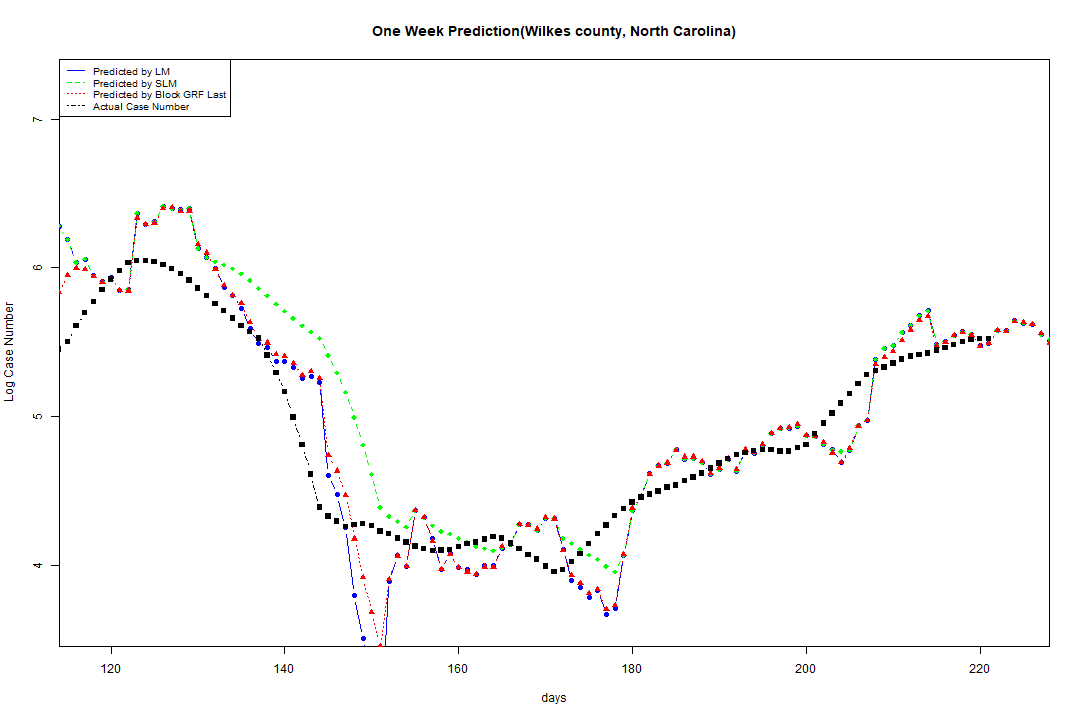 One Week Prediction(Wilkes county, North Carolina)
Predicted by LM
Predicted by SLM
Predicted by Block GRF Last
Actual Case Number
7
6
5
4
Log Case Number
120 140 160 180 200 220
days